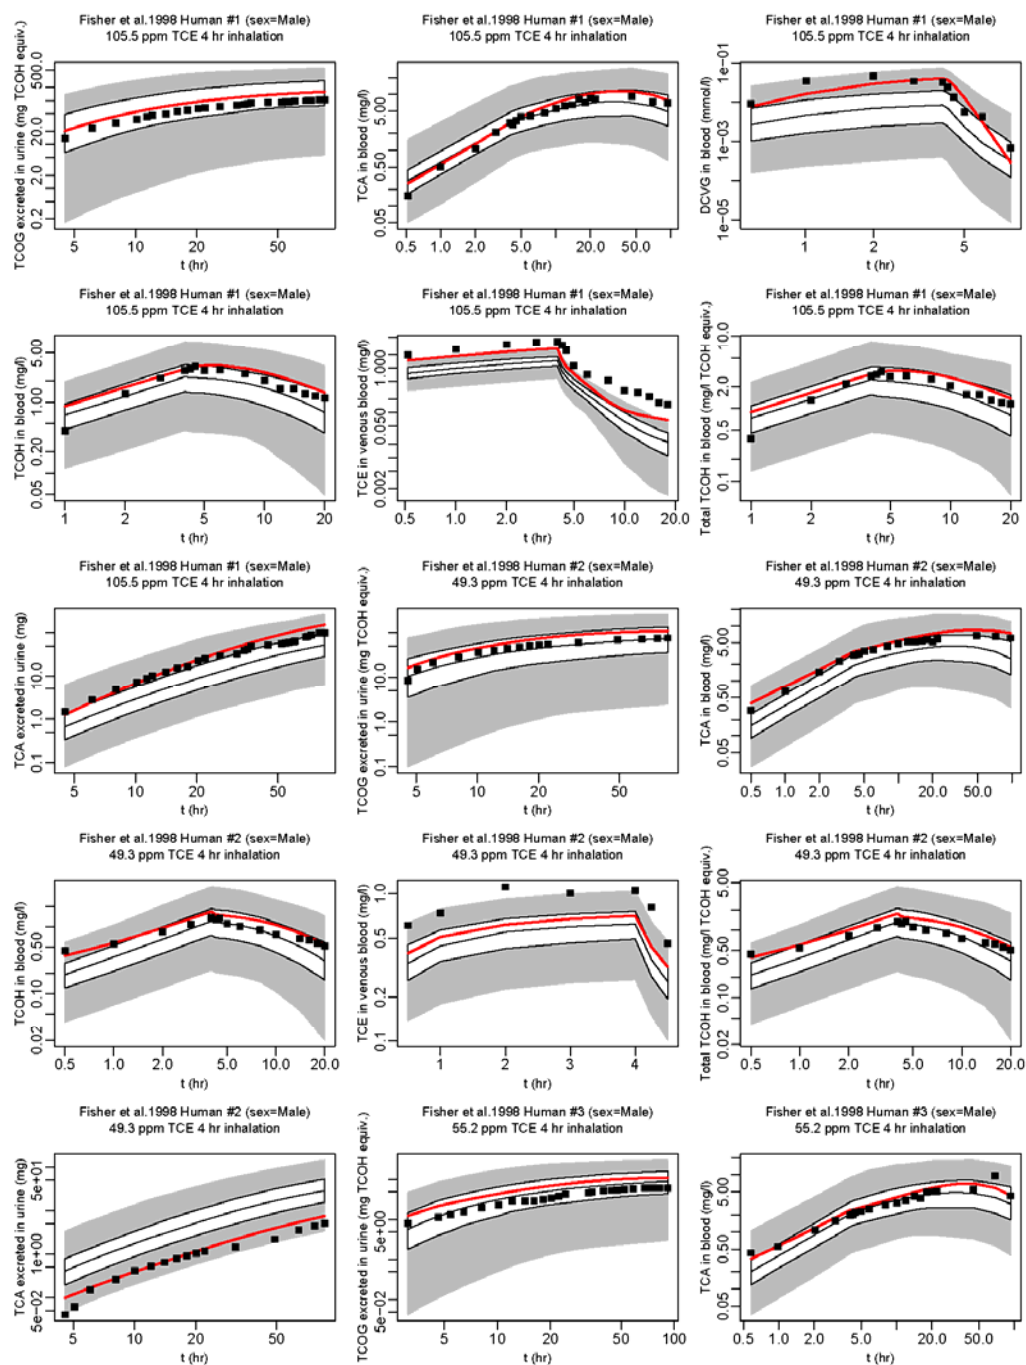 Fisher et al.1998 Human #1 (sex=Male)
105.5 ppm TCE 4 hr inhalation
TCOG excreted in urine (mg TCOH equiv.)
500.0
20.0
2.0
0.2
5 10 20 50
t (hr)
Fisher et al.1998 Human #1 (sex=Male)
105.5 ppm TCE 4 hr inhalation
TCA in blood (mg/l)
5.00
0.50
0.05
0.5 1.0 2.0 5.0 20.0 50.0
t (hr)
Fisher et al.1998 Human #1 (sex=Male)
105.5 ppm TCE 4 hr inhalation
DCVG in blood (mmol/l)
1e−01
1e−03
1e−05
1 2 5
t (hr)
Fisher et al.1998 Human #1 (sex=Male)
105.5 ppm TCE 4 hr inhalation
TCOH in blood (mg/l)
5.00
1.00
0.20
0.05
1 2 5 10 20
t (hr)
Fisher et al.1998 Human #1 (sex=Male)
105.5 ppm TCE 4 hr inhalation
TCE in venous blood (mg/l)
1.000
0.050
0.002
0.5 1.0 2.0 5.0 10.0 20.0
t (hr)
Fisher et al.1998 Human #1 (sex=Male)
105.5 ppm TCE 4 hr inhalation
Total TCOH in blood (mg/l TCOH equiv.)
10.0
2.0
0.5
0.1
1 2 5 10 20
t (hr)
Fisher et al.1998 Human #1 (sex=Male)
105.5 ppm TCE 4 hr inhalation
TCA excreted in urine (mg)
10.0
1.0
0.1
5 10 20 50
t (hr)
Fisher et al.1998 Human #2 (sex=Male)
49.3 ppm TCE 4 hr inhalation
TCOG excreted in urine (mg TCOH equiv.)
10.0
1.0
0.1
5 10 20 50
t (hr)
Fisher et al.1998 Human #2 (sex=Male)
49.3 ppm TCE 4 hr inhalation
TCA in blood (mg/l)
5.00
0.50
0.05
0.5 1.0 2.0 5.0 20.0 50.0
t (hr)
Fisher et al.1998 Human #2 (sex=Male)
49.3 ppm TCE 4 hr inhalation
TCOH in blood (mg/l)
0.50
0.10
0.02
0.5 1.0 2.0 5.0 10.0 20.0
t (hr)
Fisher et al.1998 Human #2 (sex=Male)
49.3 ppm TCE 4 hr inhalation
TCE in venous blood (mg/l)
1.0
0.5
0.2
0.1
1 2 3 4
t (hr)
Fisher et al.1998 Human #2 (sex=Male)
49.3 ppm TCE 4 hr inhalation
Total TCOH in blood (mg/l TCOH equiv.)
5.00
0.50
0.10
0.02
0.5 1.0 2.0 5.0 10.0 20.0
t (hr)
Fisher et al.1998 Human #2 (sex=Male)
49.3 ppm TCE 4 hr inhalation
TCA excreted in urine (mg)
5e+01
1e+00
5e−02
5 10 20 50
t (hr)
Fisher et al.1998 Human #3 (sex=Male)
55.2 ppm TCE 4 hr inhalation
TCOG excreted in urine (mg TCOH equiv.)
5e+00
5e−02
5 10 20 50 100
t (hr)
Fisher et al.1998 Human #3 (sex=Male)
55.2 ppm TCE 4 hr inhalation
TCA in blood (mg/l)
5.00
0.50
0.05
0.5 1.0 2.0 5.0 20.0 50.0
t (hr)